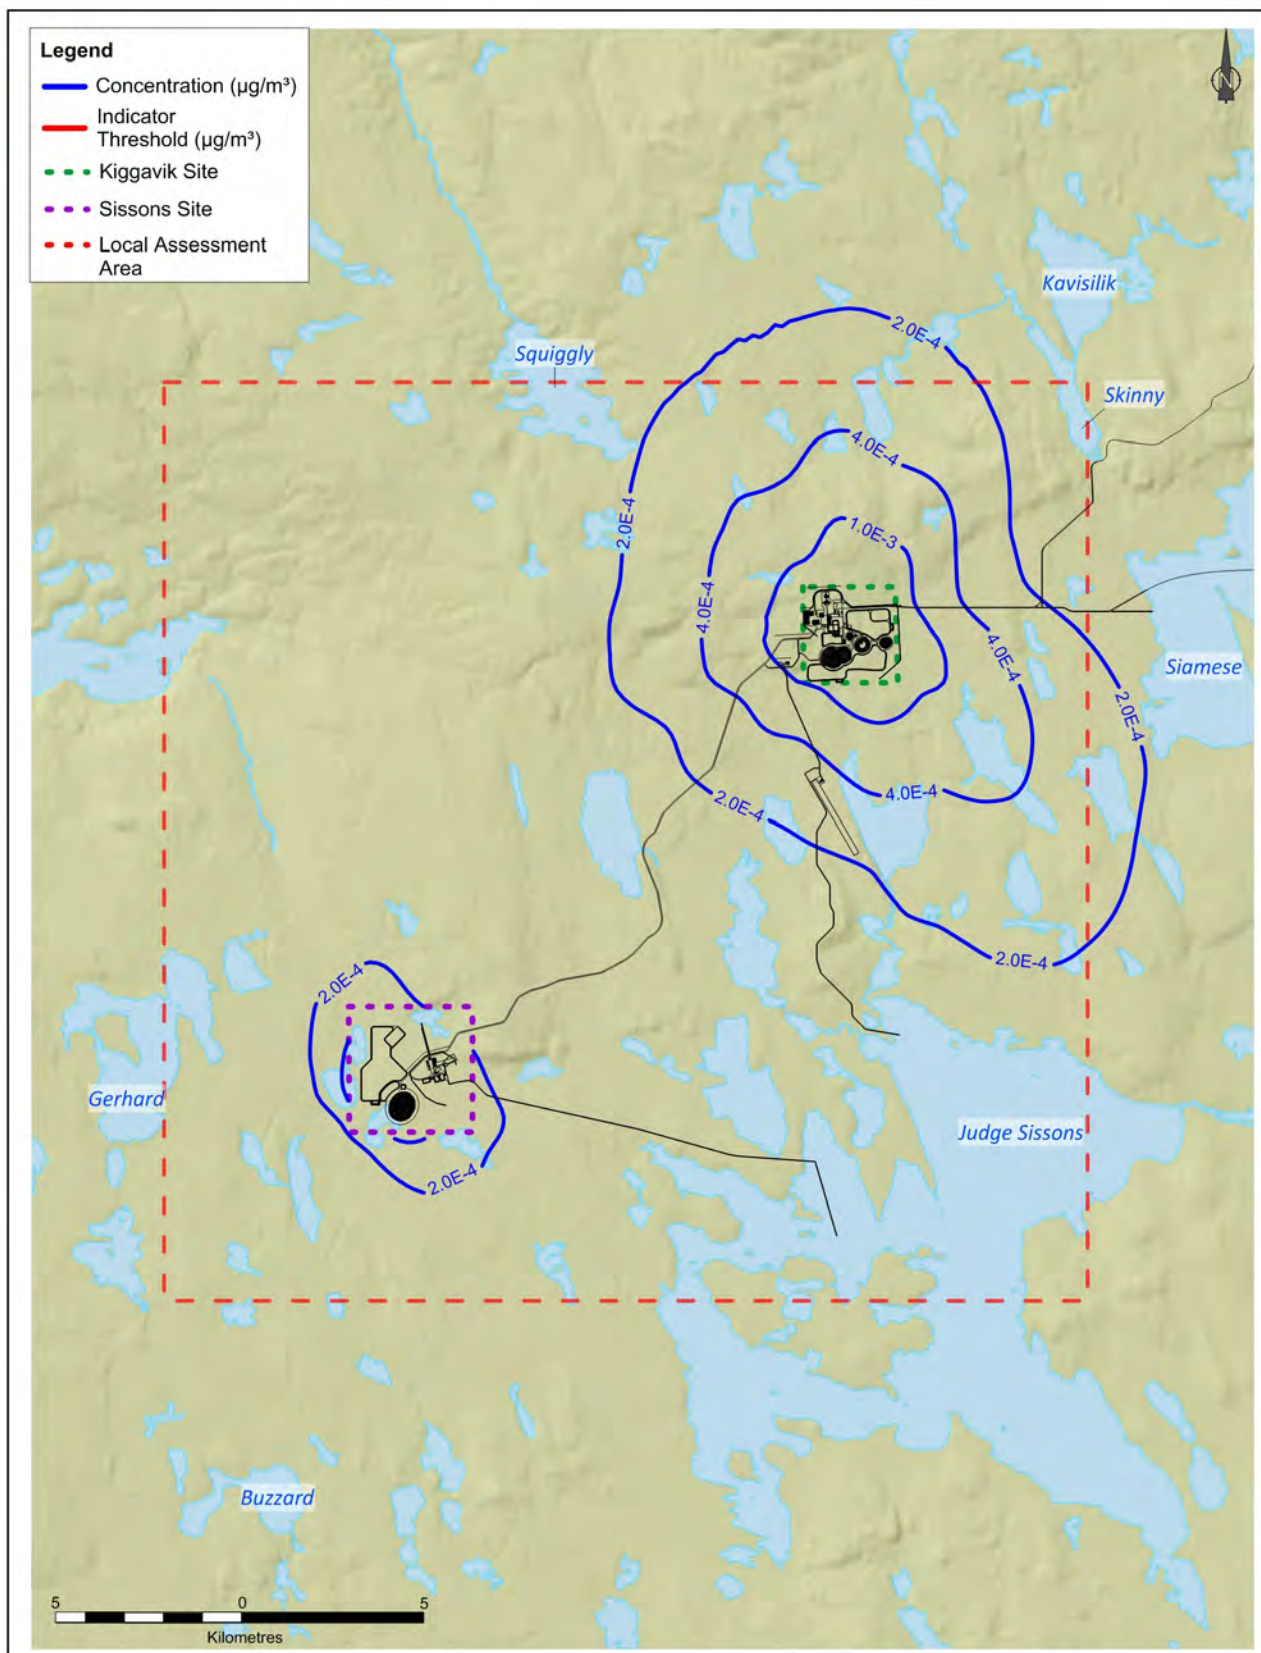 Legend
Concentration (µg/m³)
Indicator
Threshold (µg/m³)
Kiggavik Site
Sissons Site
Local Assessment
Area
N
Kavisilik
2.0E-4
Squiggly
Skinny
4.0E-4
2.0E-4
1.0E-3
4.0E-4
4.0E-4
Siamese
2.0E-4
4.0E-4
2.0E-4
2.0E-4
2.0E-4
Gerhard
Judge Sissons
2.0E-4
Buzzard
5 0 5
Kilometres